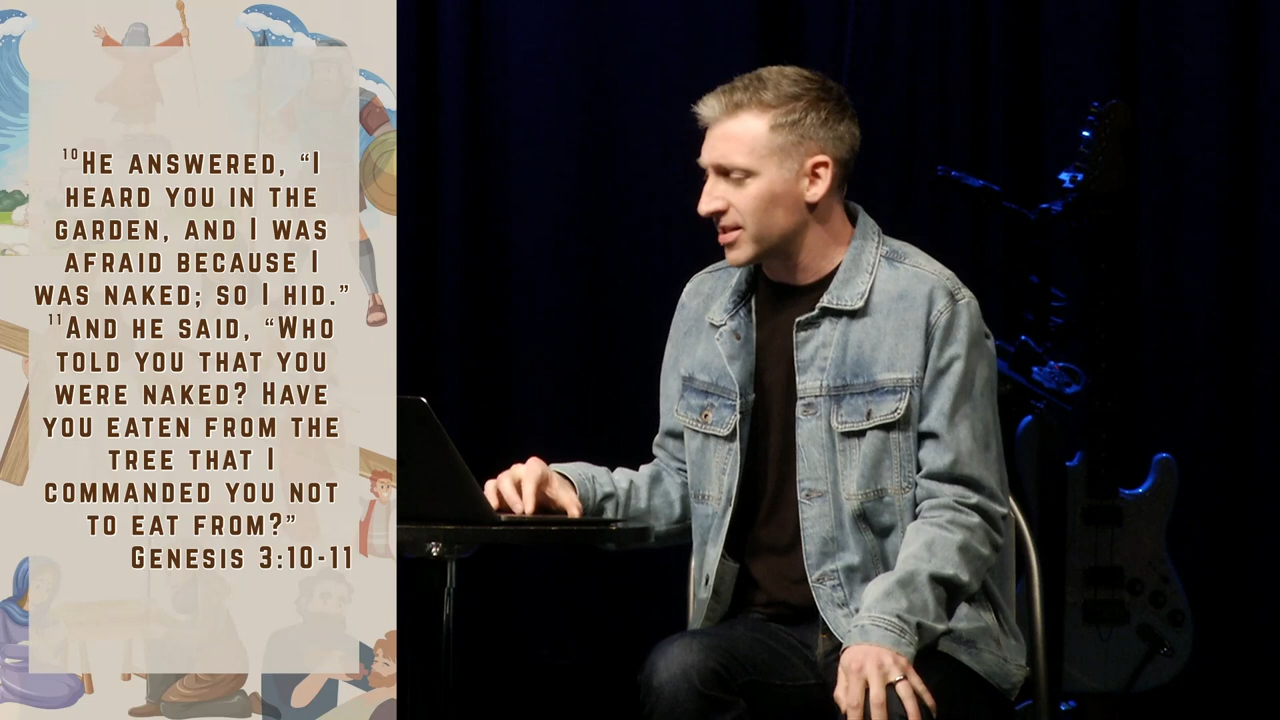 ¹⁰He answered, “I
heard you in the
garden, and I was
afraid because I
was naked; so I hid.”
¹¹And he said, “Who
told you that you
were naked? Have
you eaten from the
tree that I
commanded you not
to eat from?”
Genesis 3:10-11